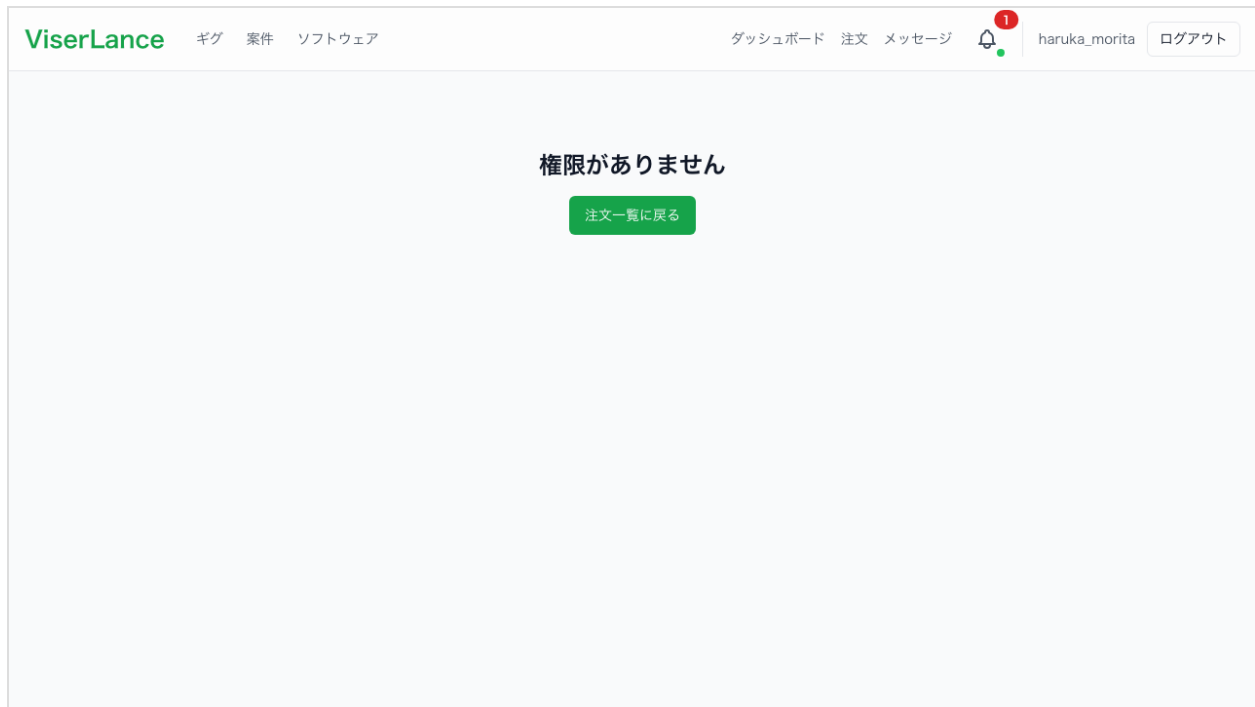 ViserLance ギグ 案件 ソフトウェア ダッシュボード 注文 メッセージ 1 haruka_morita ログアウト
権限がありません
注文一覧に戻る